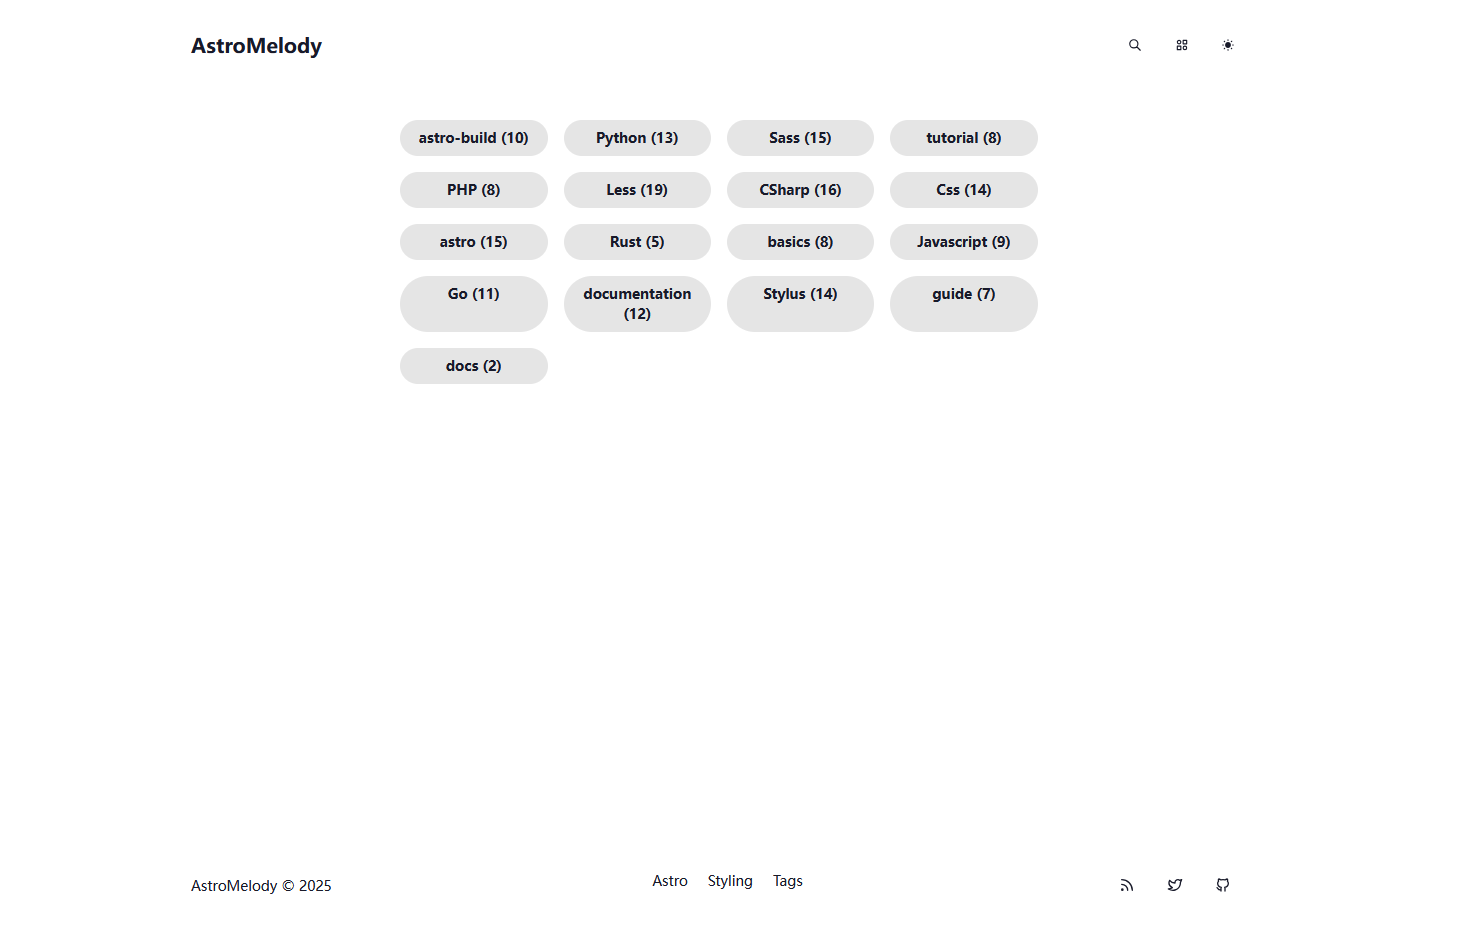 AstroMelody
astro-build (10)
Python (13)
Sass (15)
tutorial (8)
PHP (8)
Less (19)
CSharp (16)
Css (14)
astro (15)
Rust (5)
basics (8)
Javascript (9)
Go (11)
documentation
(12)
Stylus (14)
guide (7)
docs (2)
AstroMelody © 2025
Astro
Styling
Tags